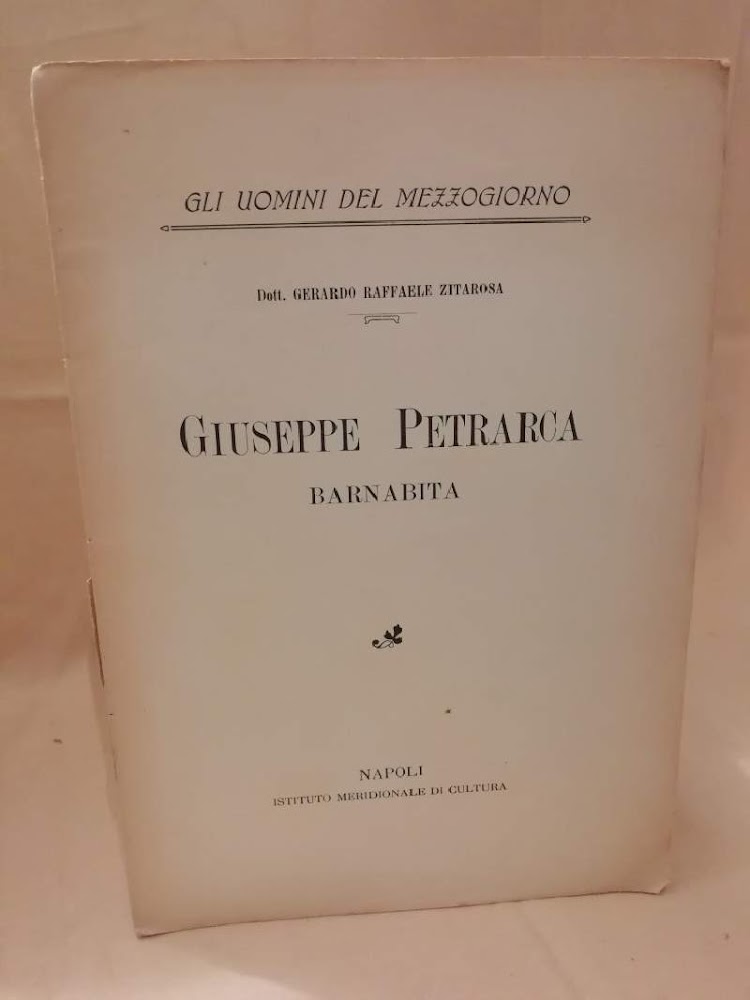 GLI UOMINI DEL MEZZOGIORNO
Dott. GERARDO RAFFAELE ZITAROSA
GIUSEPPE PETRARCA
BARNABITA
NAPOLI
ISTITUTO MERIDIONALE DI CULTURA